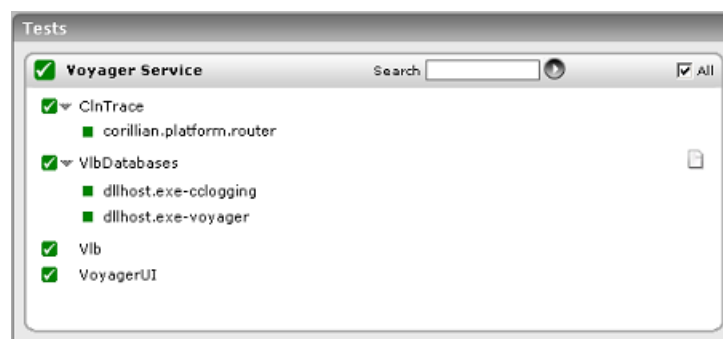 Tests
Voyager Service Search All
ClnTrace
corillian.platform.router
VlbDatabases
dllhost.exe-cclogging
dllhost.exe-voyager
Vlb
VoyagerUI